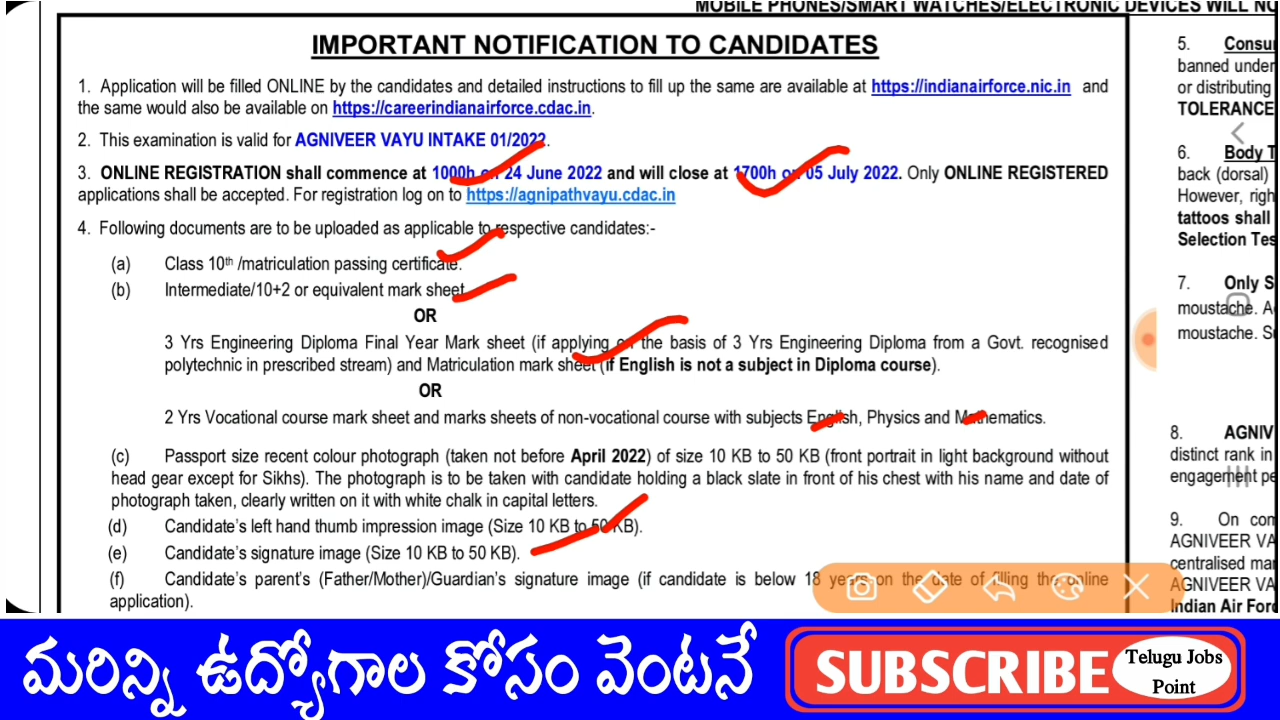 MOBILE PHONES/SMART WATCHES/ELECTRONIC DEVICES WILL NO
IMPORTANT NOTIFICATION TO CANDIDATES
1. Application will be filled ONLINE by the candidates and detailed instructions to fill up the same are available at https://indianairforce.nic.in and
the same would also be available on https://careerindianairforce.cdac.in.
2. This examination is valid for AGNIVEER VAYU INTAKE 01/2022.
3. ONLINE REGISTRATION shall commence at 1000h on 24 June 2022 and will close at 1700h on 05 July 2022. Only ONLINE REGISTERED
applications shall be accepted. For registration log on to https://agnipathvayu.cdac.in
4. Following documents are to be uploaded as applicable to respective candidates:-
(a) Class 10th /matriculation passing certificate.
(b) Intermediate/10+2 or equivalent mark sheet
OR
3 Yrs Engineering Diploma Final Year Mark sheet (if applying on the basis of 3 Yrs Engineering Diploma from a Govt. recognised
polytechnic in prescribed stream) and Matriculation mark sheet (if English is not a subject in Diploma course).
OR
2 Yrs Vocational course mark sheet and marks sheets of non-vocational course with subjects English, Physics and Mathematics.
(c) Passport size recent colour photograph (taken not before April 2022) of size 10 KB to 50 KB (front portrait in light background without
head gear except for Sikhs). The photograph is to be taken with candidate holding a black slate in front of his chest with his name and date of
photograph taken, clearly written on it with white chalk in capital letters.
(d) Candidate's left hand thumb impression image (Size 10 KB to 50 KB).
(e) Candidate's signature image (Size 10 KB to 50 KB).
(f) Candidate's parent's (Father/Mother)/Guardian's signature image (if candidate is below 18 years on the date of filling the online
application).
5. Consu
banned under
or distributing
TOLERANCE
6. Body T
back (dorsal)
However, righ
tattoos shall
Selection Tes
7. Only S
moustache. A
moustache. S
8. AGNIV
distinct rank in
engagement pe
9. On com
AGNIVEER VA
centralised mar
AGNIVEER VA
Indian Air Forc
మరిన్ని ఉద్యోగాల కోసం వెంటనే
SUBSCRIBE
Telugu Jobs
Point